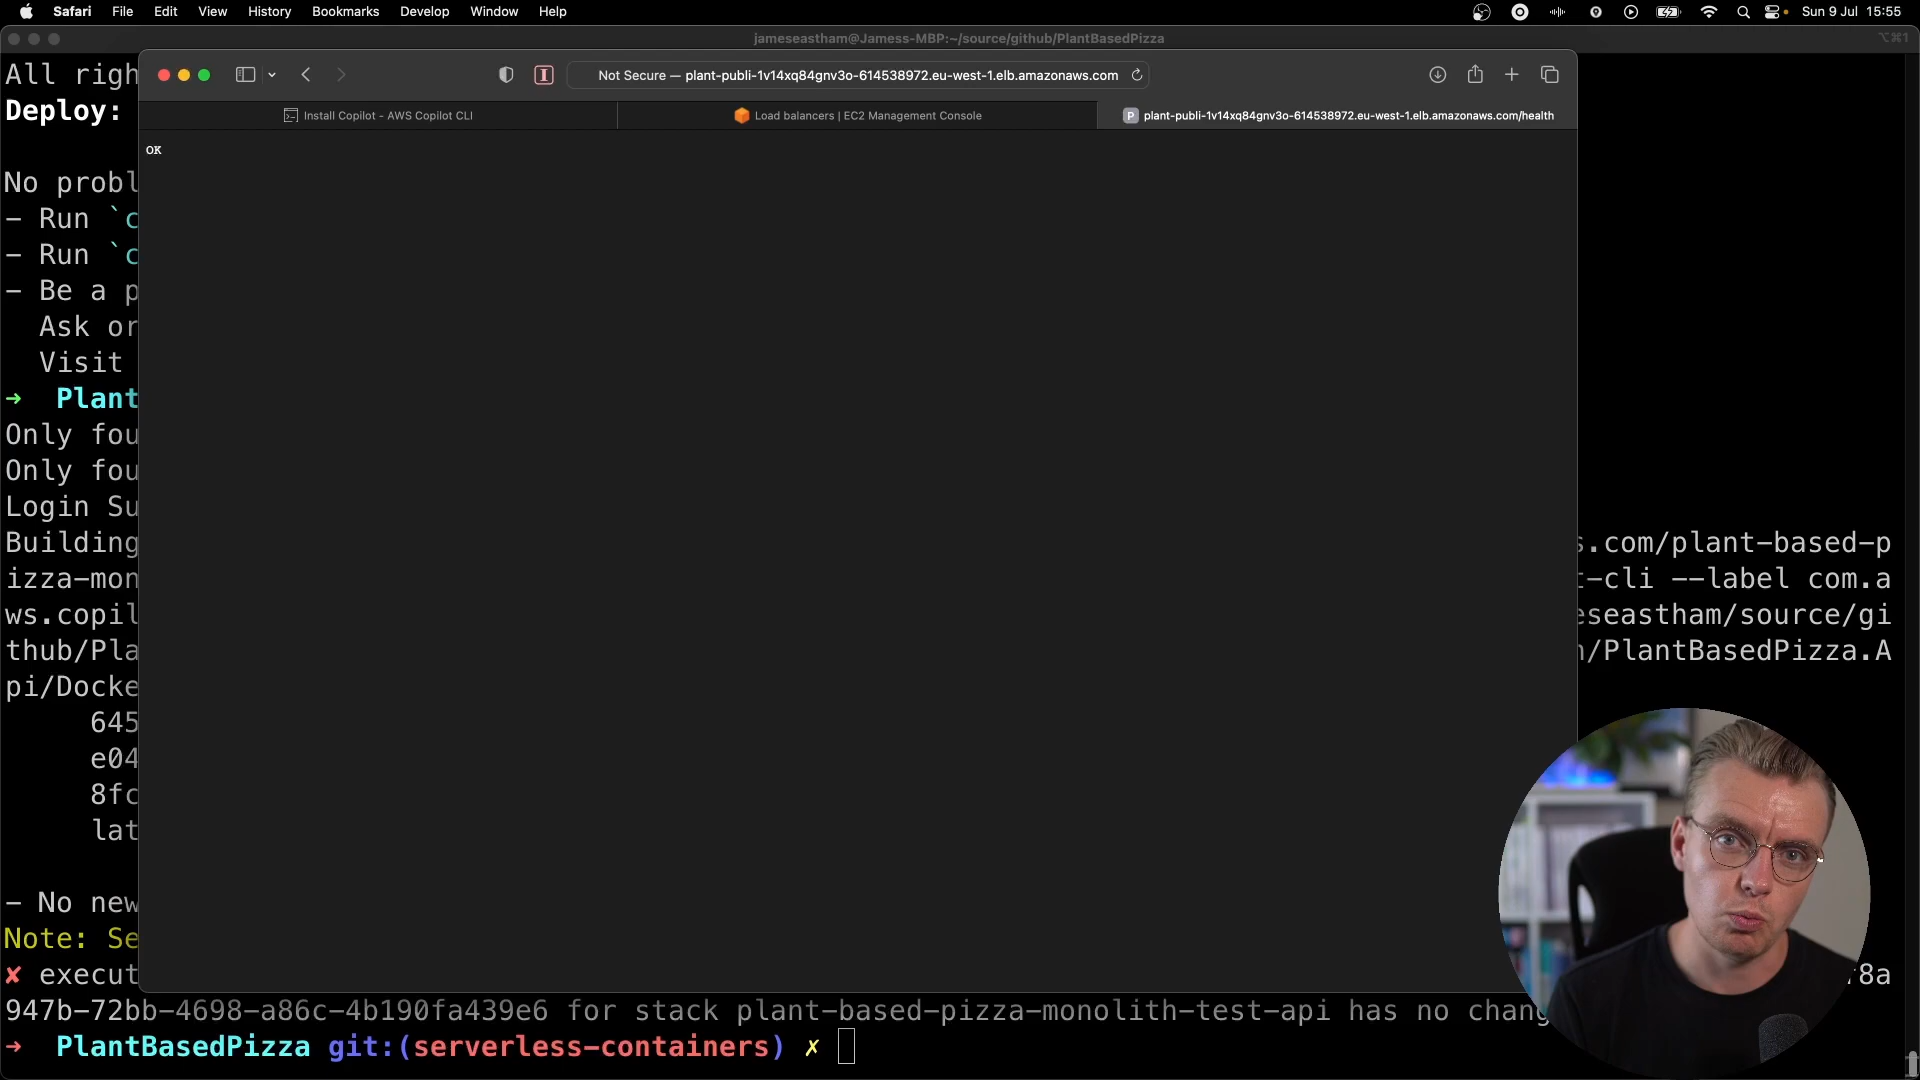 Safari File Edit View History Bookmarks Develop Window Help
Sun 9 Jul 15:55
jameseastham@Jamess-MBP:~/source/github/PlantBasedPizza
⌥⌘1
Not Secure — plant-publi-1v14xq84gnv3o-614538972.eu-west-1.elb.amazonaws.com
Install Copilot - AWS Copilot CLI
Load balancers | EC2 Management Console
P plant-publi-1v14xq84gnv3o-614538972.eu-west-1.elb.amazonaws.com/health
OK
All righ
Deploy:
No probl
- Run `c
- Run `c
- Be a p
Ask or
Visit
➜ Plant
Only fou
Only fou
Login Su
Building s.com/plant-based-p
izza-mon t-cli --label com.a
ws.copil eseastham/source/gi
thub/Pla n/PlantBasedPizza.A
pi/Docke
645
e04
8fc
lat
- No new
Note: Se
✘ execut f8a
947b-72bb-4698-a86c-4b190fa439e6 for stack plant-based-pizza-monolith-test-api has no chang
➜ PlantBasedPizza git:(serverless-containers) ✗